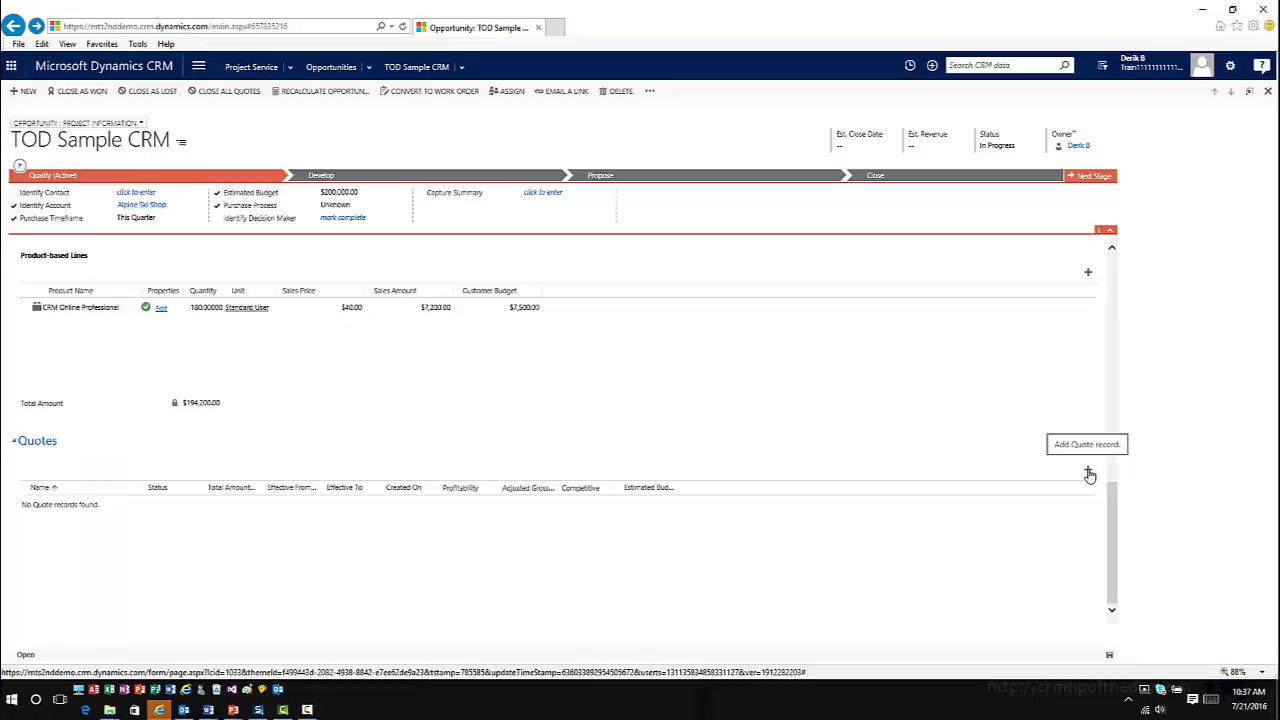 https://mts2nddemo.crm.dynamics.com/main.aspx#657835216
Opportunity: TOD Sample ...
File Edit View Favorites Tools Help
Microsoft Dynamics CRM Project Service Opportunities TOD Sample CRM Search CRM data Derik B
Train11111111111...
NEW CLOSE AS WON CLOSE AS LOST CLOSE ALL QUOTES RECALCULATE OPPORTUN... CONVERT TO WORK ORDER ASSIGN EMAIL A LINK DELETE
OPPORTUNITY : PROJECT INFORMATION
TOD Sample CRM
Est. Close Date Est. Revenue Status Owner*
-- -- In Progress Derik B
Qualify (Active) Develop Propose Close Next Stage
Identify Contact click to enter Estimated Budget $200,000.00 Capture Summary click to enter
Identify Account Alpine Ski Shop Purchase Process Unknown
Purchase Timeframe This Quarter Identify Decision Maker mark complete
Product-based Lines
Product Name Properties Quantity Unit Sales Price Sales Amount Customer Budget
CRM Online Professional Edit 180.00000 Standard User $40.00 $7,200.00 $7,500.00
Total Amount $194,200.00
Quotes
Add Quote record.
Name Status Total Amount... Effective From... Effective To Created On Profitability Adjusted Gross... Competitive Estimated Bud...
No Quote records found.
Open
88%
10:37 AM
7/21/2016